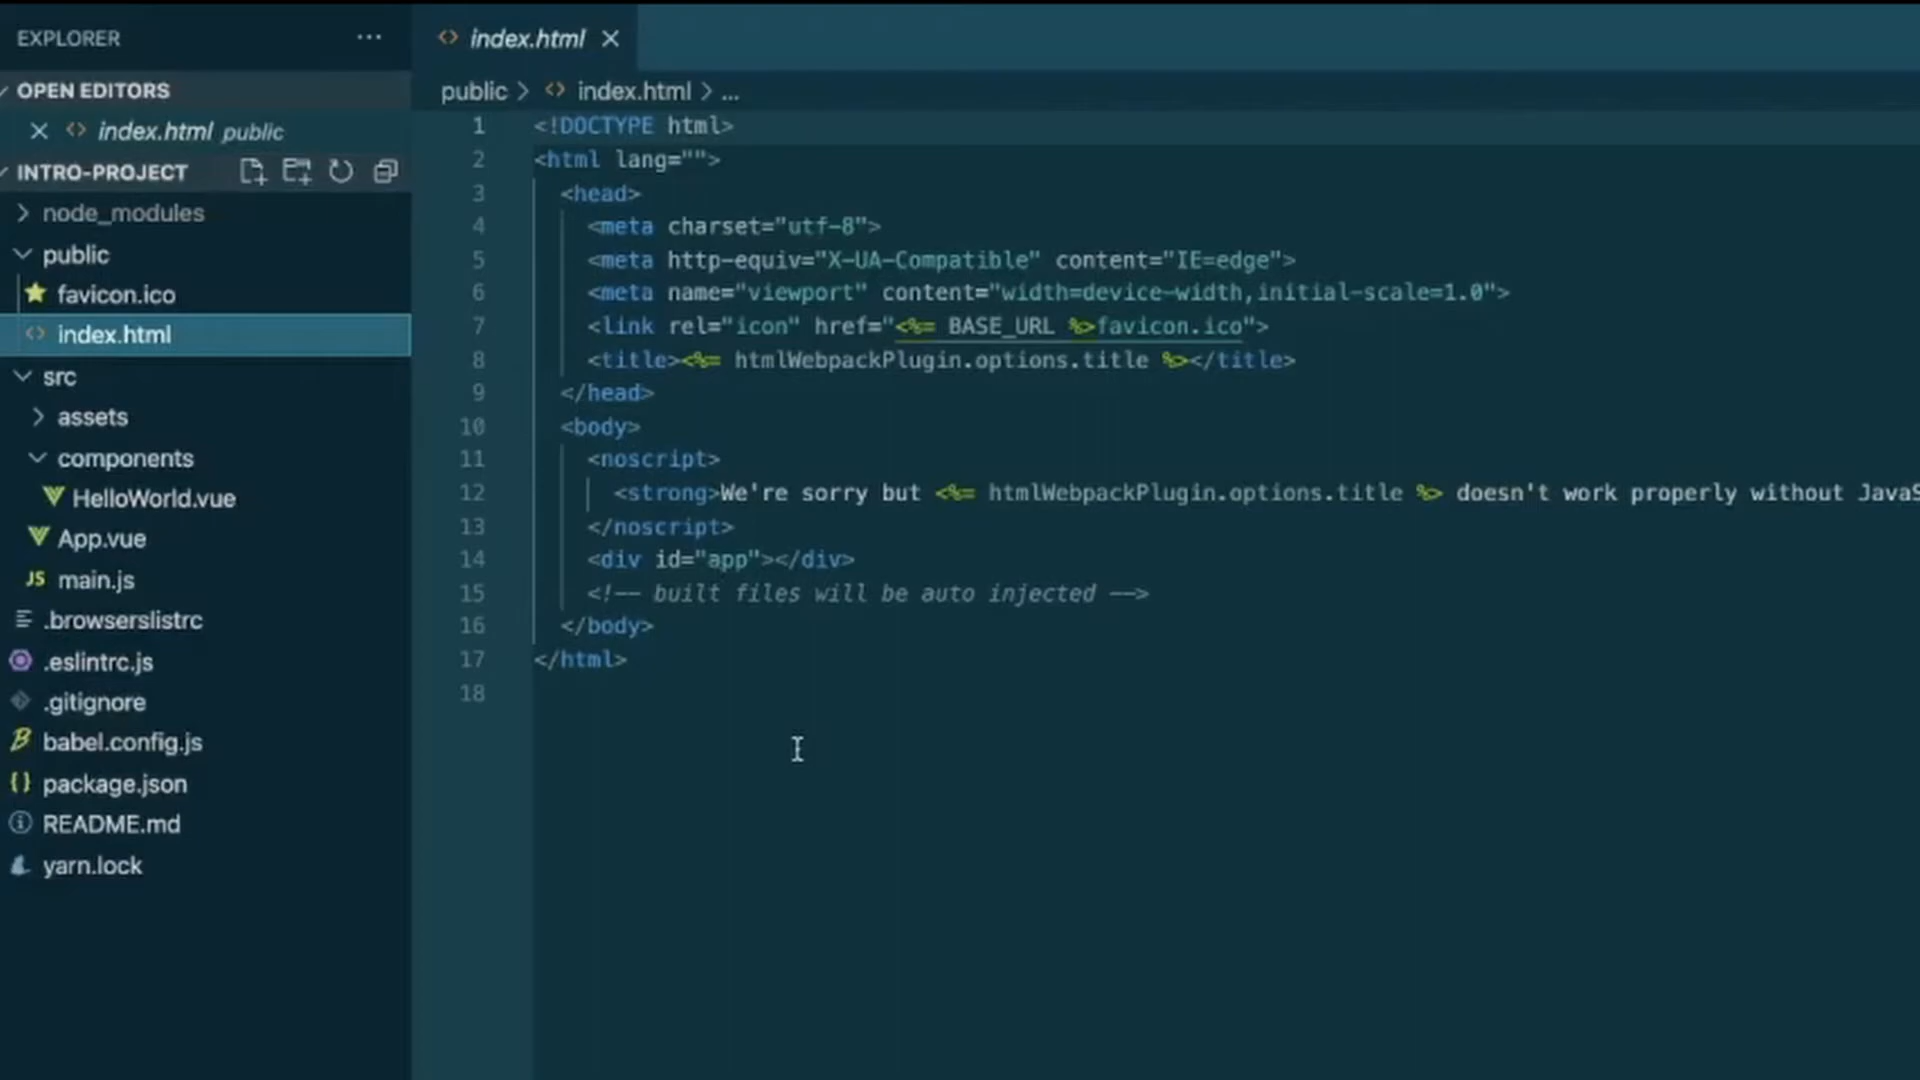 EXPLORER
OPEN EDITORS
index.html public
INTRO-PROJECT
node_modules
public
favicon.ico
index.html
src
assets
components
HelloWorld.vue
App.vue
JS main.js
.browserslistrc
.eslintrc.js
.gitignore
babel.config.js
{} package.json
README.md
yarn.lock
index.html
public > index.html > ...
1 <!DOCTYPE html>
2 <html lang="">
3 <head>
4 <meta charset="utf-8">
5 <meta http-equiv="X-UA-Compatible" content="IE=edge">
6 <meta name="viewport" content="width=device-width,initial-scale=1.0">
7 <link rel="icon" href="<%= BASE_URL %>favicon.ico">
8 <title><%= htmlWebpackPlugin.options.title %></title>
9 </head>
10 <body>
11 <noscript>
12 <strong>We're sorry but <%= htmlWebpackPlugin.options.title %> doesn't work properly without JavaS
13 </noscript>
14 <div id="app"></div>
15 <!-- built files will be auto injected -->
16 </body>
17 </html>
18